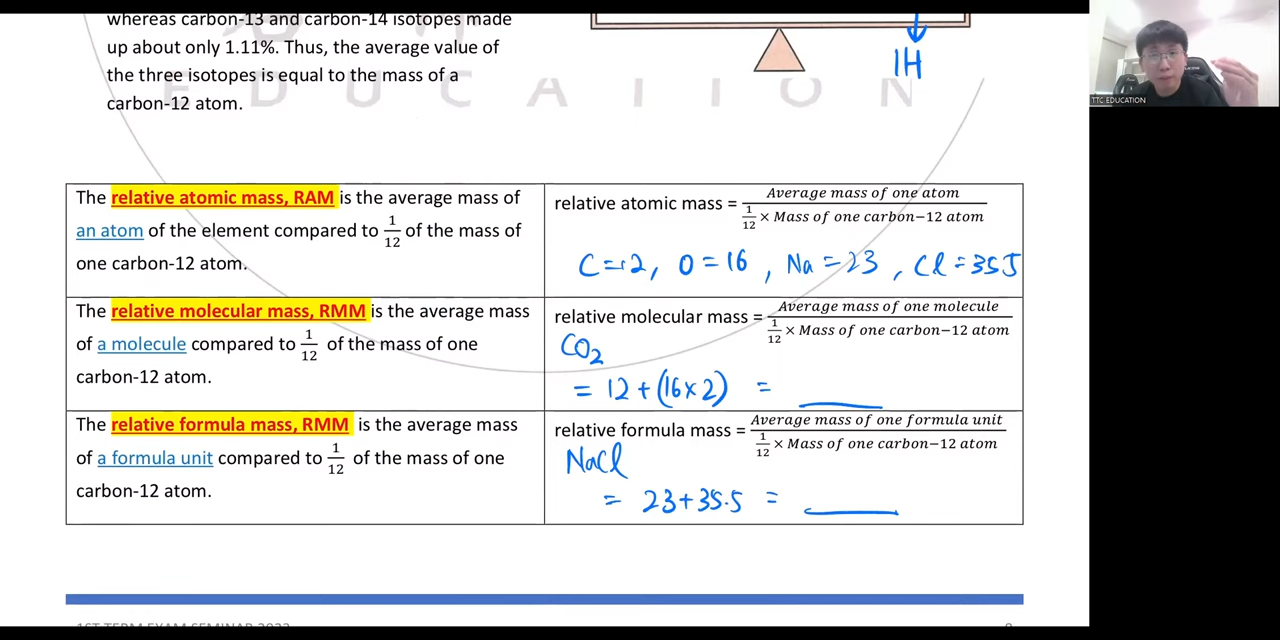 whereas carbon-13 and carbon-14 isotopes made
up about only 1.11%. Thus, the average value of
the three isotopes is equal to the mass of a
carbon-12 atom.
1H
EDUCATION
TTC EDUCATION
The relative atomic mass, RAM is the average mass of
an atom of the element compared to 1/12 of the mass of
one carbon-12 atom.
relative atomic mass = Average mass of one atom / 1/12 × Mass of one carbon−12 atom
C=12, O=16, Na=23, Cl=35.5
The relative molecular mass, RMM is the average mass
of a molecule compared to 1/12 of the mass of one
carbon-12 atom.
relative molecular mass = Average mass of one molecule / 1/12 × Mass of one carbon−12 atom
CO₂
= 12+(16×2) =
The relative formula mass, RMM is the average mass
of a formula unit compared to 1/12 of the mass of one
carbon-12 atom.
relative formula mass = Average mass of one formula unit / 1/12 × Mass of one carbon−12 atom
NaCl
= 23+35.5 =
1ST TERM EXAM SEMINAR 2023